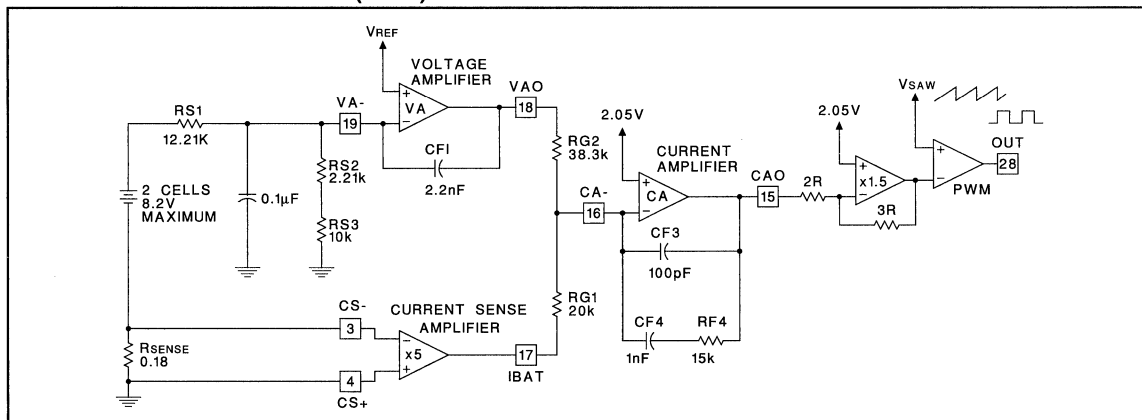 VREF
VOLTAGE
AMPLIFIER
VA-
19
+
VA
-
VAO
18
RS1
12.21K
CFI
2.2nF
RS2
2.21k
RS3
10k
0.1µF
2 CELLS
8.2V
MAXIMUM
RG2
38.3k
2.05V
CURRENT
AMPLIFIER
CA-
16
+
CA
-
CAO
15
CF3
100pF
CF4
1nF
RF4
15k
2R
2.05V
+
x1.5
-
3R
VSAW
+
-
PWM
OUT
28
RG1
20k
CS-
3
CURRENT SENSE
AMPLIFIER
-
x5
+
17
IBAT
RSENSE
0.18
4
CS+